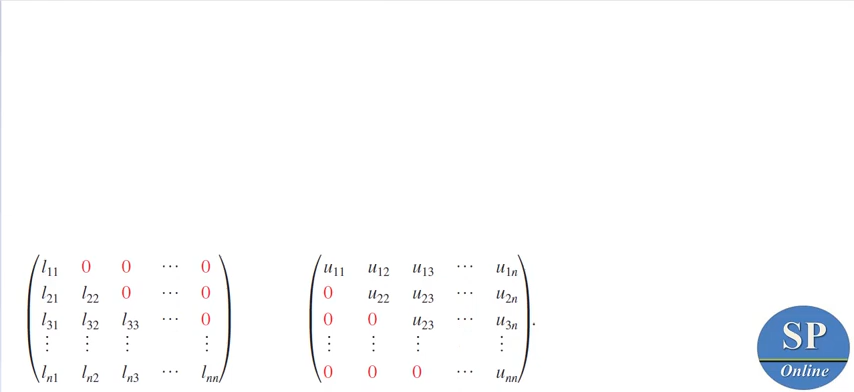 l11 0 0 ⋯ 0 u11 u12 u13 ⋯ u1n
l21 l22 0 ⋯ 0 0 u22 u23 ⋯ u2n
l31 l32 l33 ⋯ 0 0 0 u23 ⋯ u3n .
⋮ ⋮ ⋮ ⋮ ⋮ ⋮ ⋮ ⋮
ln1 ln2 ln3 ⋯ lnn 0 0 0 ⋯ unn
SP
Online